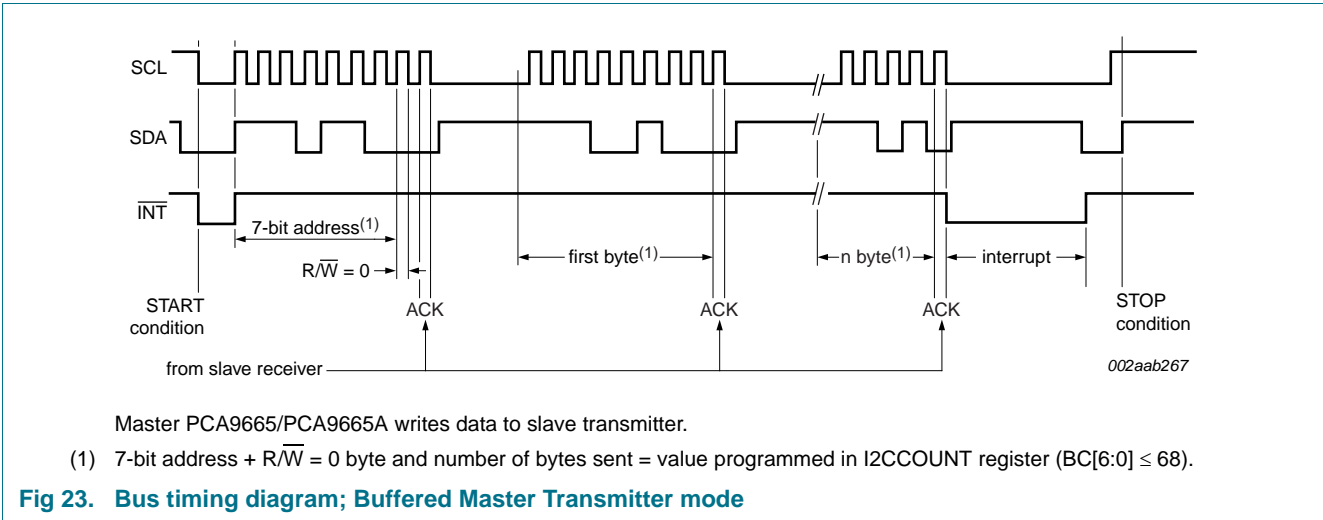 SCL
SDA
INT
7-bit address(1)
R/W = 0
first byte(1)
n byte(1)
interrupt
START
condition
ACK
ACK
ACK
STOP
condition
from slave receiver
002aab267
Master PCA9665/PCA9665A writes data to slave transmitter.
(1) 7-bit address + R/W = 0 byte and number of bytes sent = value programmed in I2CCOUNT register (BC[6:0] ≤ 68).
Fig 23. Bus timing diagram; Buffered Master Transmitter mode